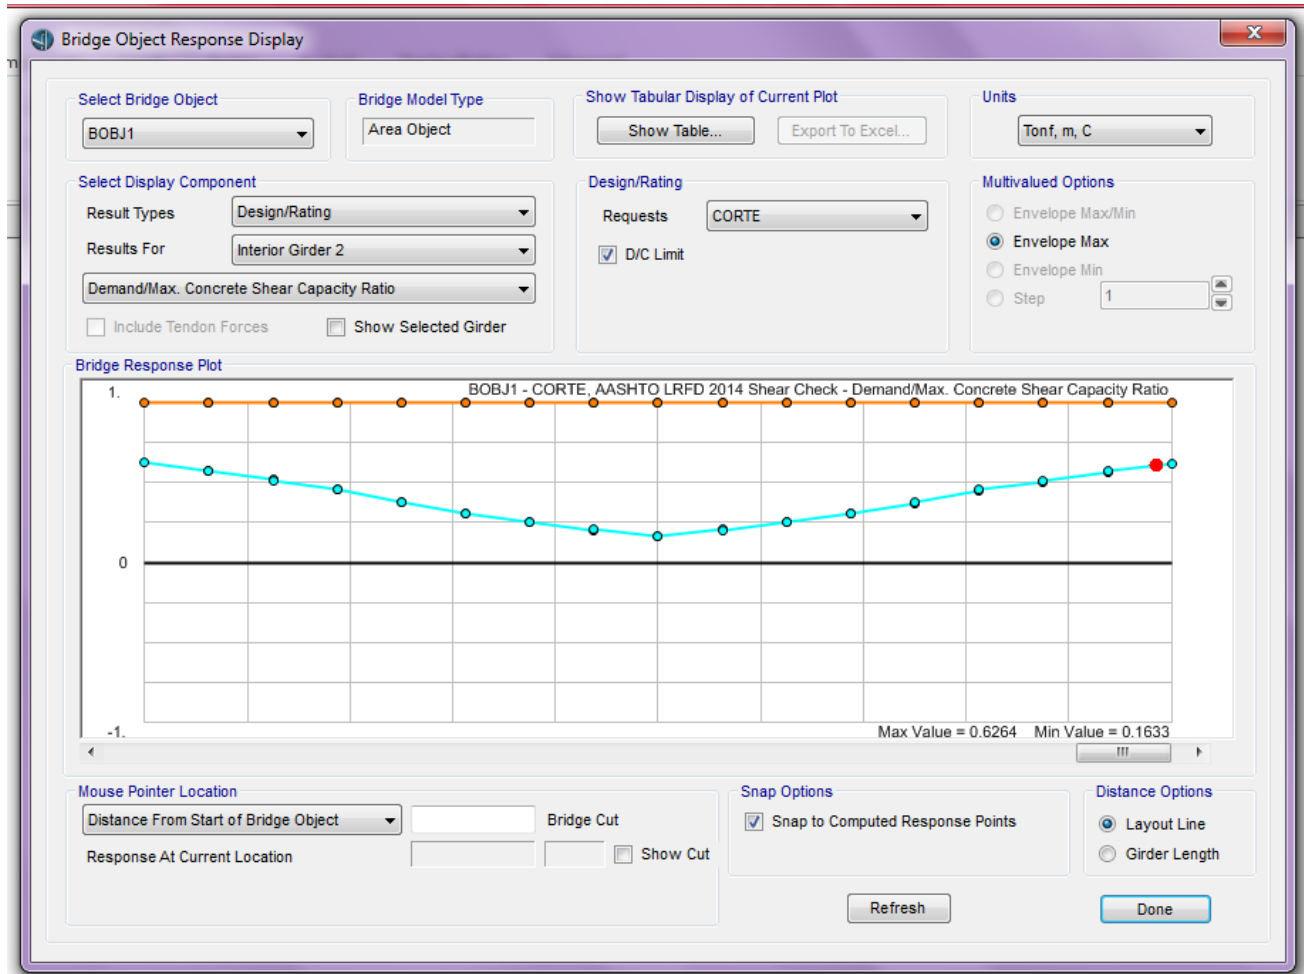 Bridge Object Response Display
m
Select Bridge Object
BOBJ1
Bridge Model Type
Area Object
Show Tabular Display of Current Plot
Show Table...
Export To Excel...
Units
Tonf, m, C
Select Display Component
Result Types
Design/Rating
Results For
Interior Girder 2
Demand/Max. Concrete Shear Capacity Ratio
Include Tendon Forces
Show Selected Girder
Design/Rating
Requests
CORTE
D/C Limit
Multivalued Options
Envelope Max/Min
Envelope Max
Envelope Min
Step
1
Bridge Response Plot
BOBJ1 - CORTE, AASHTO LRFD 2014 Shear Check - Demand/Max. Concrete Shear Capacity Ratio
1.
0
-1.
Max Value = 0.6264 Min Value = 0.1633
Mouse Pointer Location
Distance From Start of Bridge Object
Bridge Cut
Response At Current Location
Show Cut
Snap Options
Snap to Computed Response Points
Distance Options
Layout Line
Girder Length
Refresh
Done